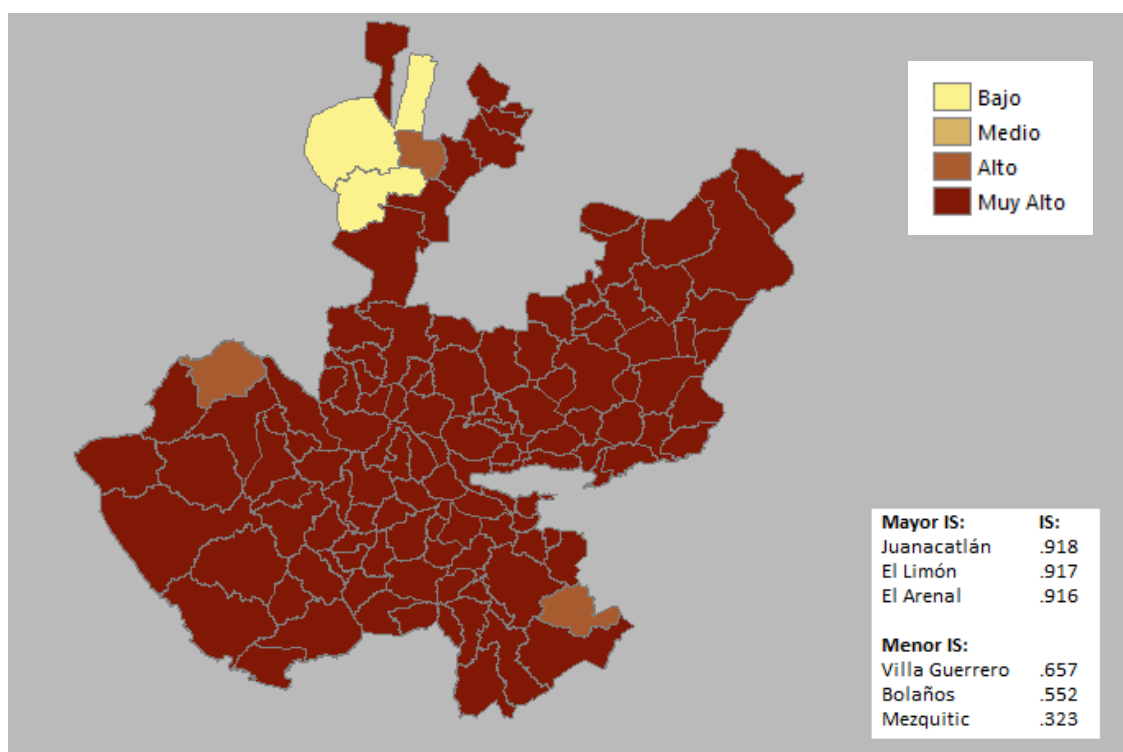 Bajo
Medio
Alto
Muy Alto
Mayor IS: IS:
Juanacatlán .918
El Limón .917
El Arenal .916
Menor IS:
Villa Guerrero .657
Bolaños .552
Mezquitic .323